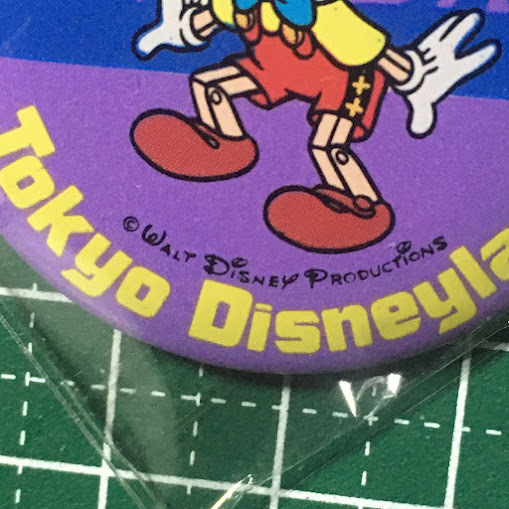 © WALT DISNEY PRODUCTIONS
Tokyo Disneyla